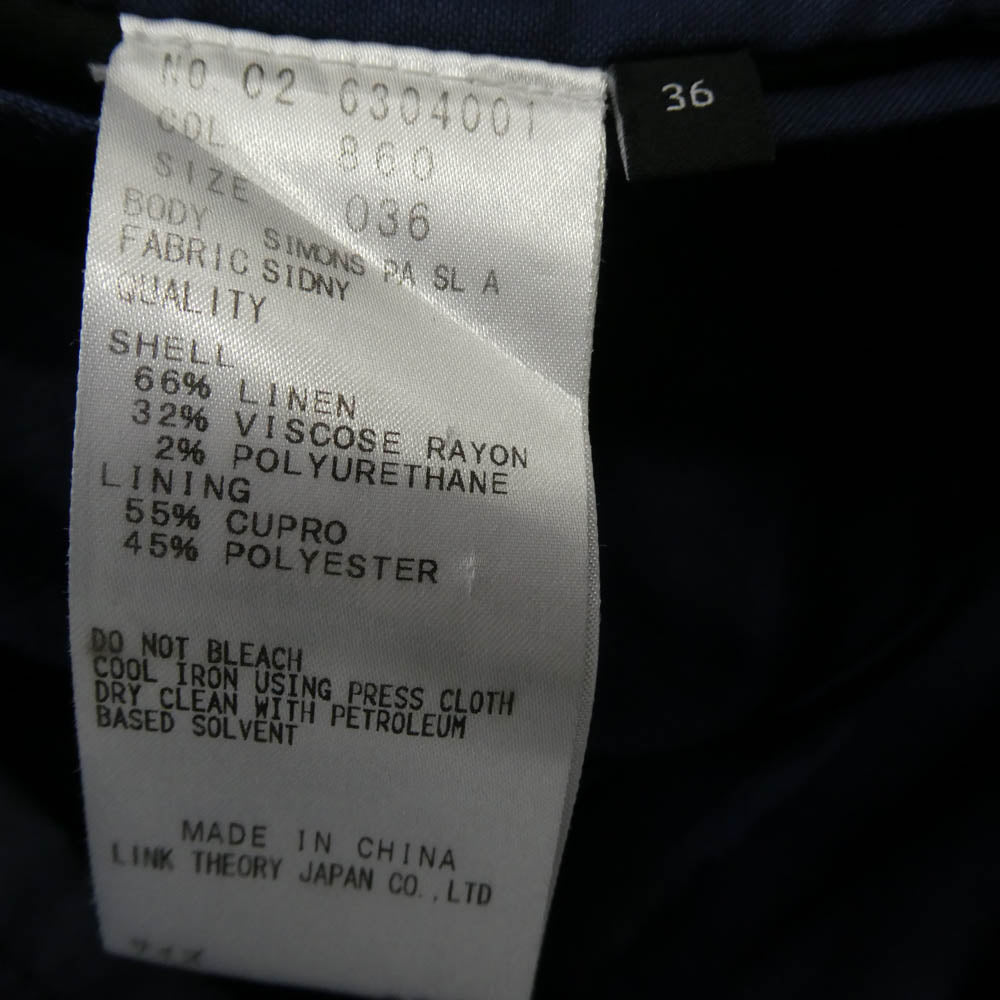 NO. C2 6304001
COL 860
SIZE 036
BODY SIMONS PA SL A
FABRIC SIDNY
QUALITY
SHELL
66% LINEN
32% VISCOSE RAYON
2% POLYURETHANE
LINING
55% CUPRO
45% POLYESTER
DO NOT BLEACH
COOL IRON USING PRESS CLOTH
DRY CLEAN WITH PETROLEUM
BASED SOLVENT
MADE IN CHINA
LINK THEORY JAPAN CO.,LTD
36